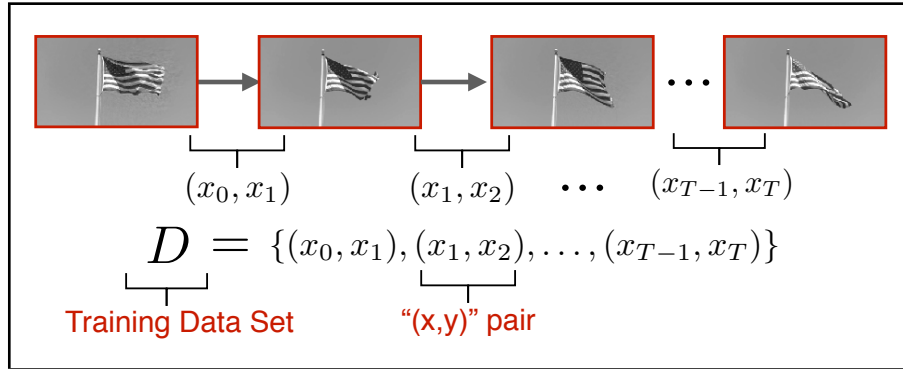 ...
(x_0, x_1) (x_1, x_2) ... (x_{T-1}, x_T)
D = {(x_0, x_1), (x_1, x_2), ..., (x_{T-1}, x_T)}
Training Data Set “(x,y)” pair